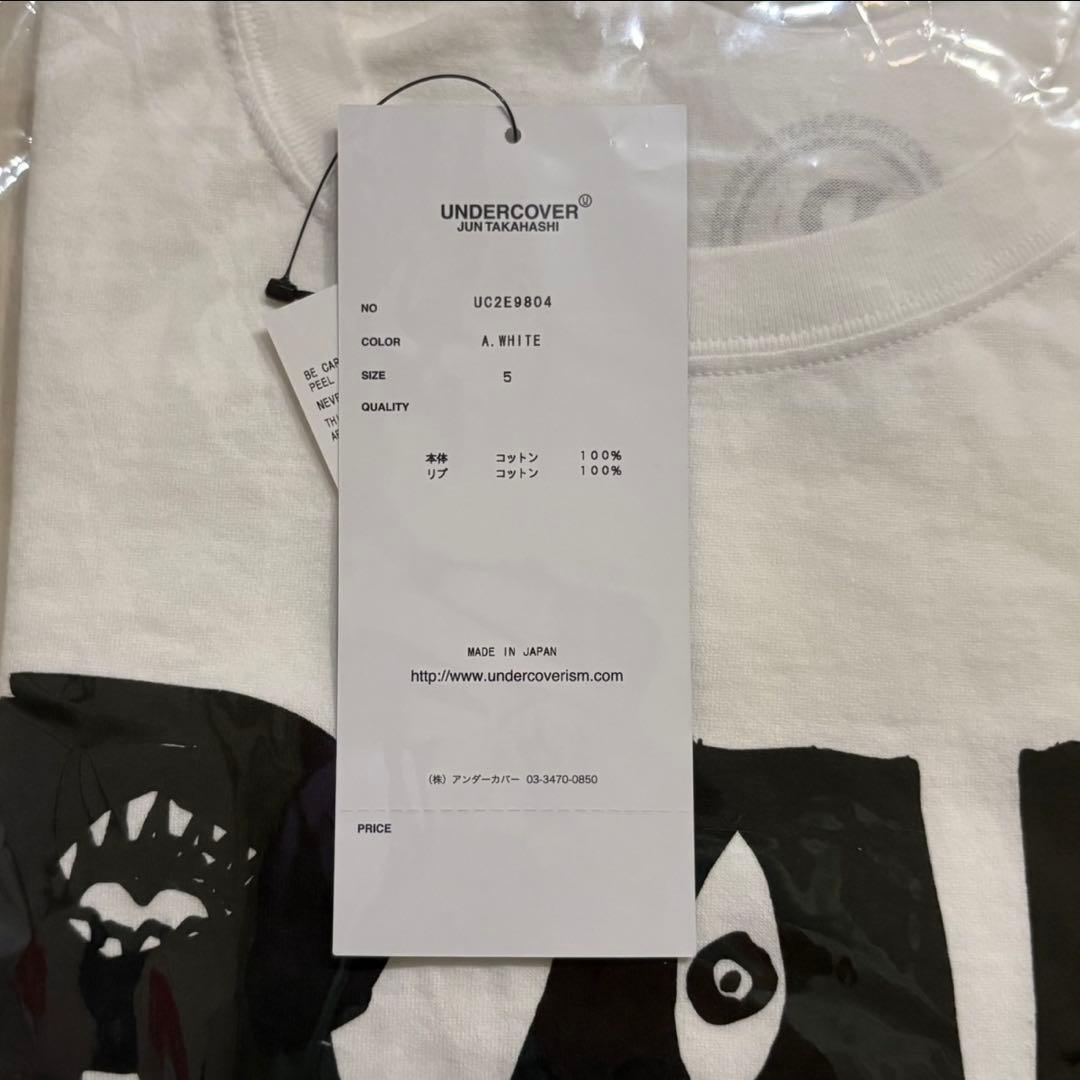 UNDERCOVER
JUN TAKAHASHI
NO UC2E9804
COLOR A.WHITE
SIZE 5
QUALITY
本体 コットン 100%
リブ コットン 100%
MADE IN JAPAN
http://www.undercoverism.com
(株) アンダーカバー 03-3470-0850
PRICE
BE
PEEL